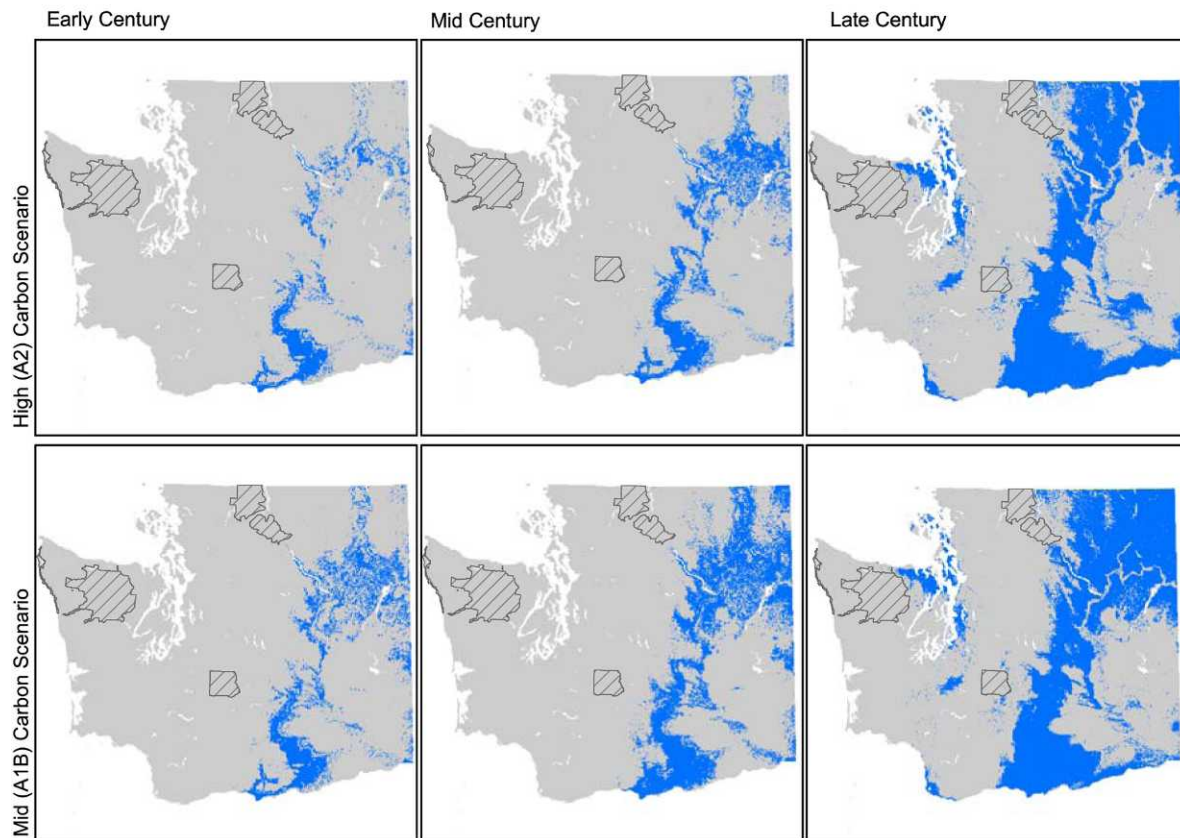 Early Century
Mid Century
Late Century
High (A2) Carbon Scenario
Mid (A1B) Carbon Scenario